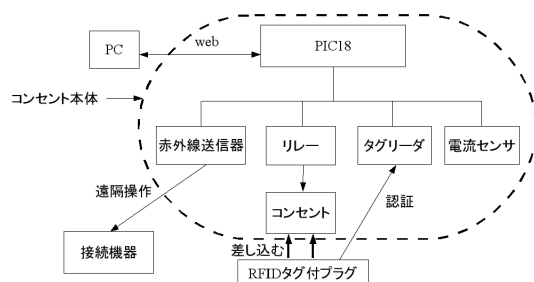 PC
web
PIC18
コンセント本体
赤外線送信器
リレー
タグリーダ
電流センサ
遠隔操作
コンセント
認証
接続機器
差し込む
RFIDタグ付プラグ